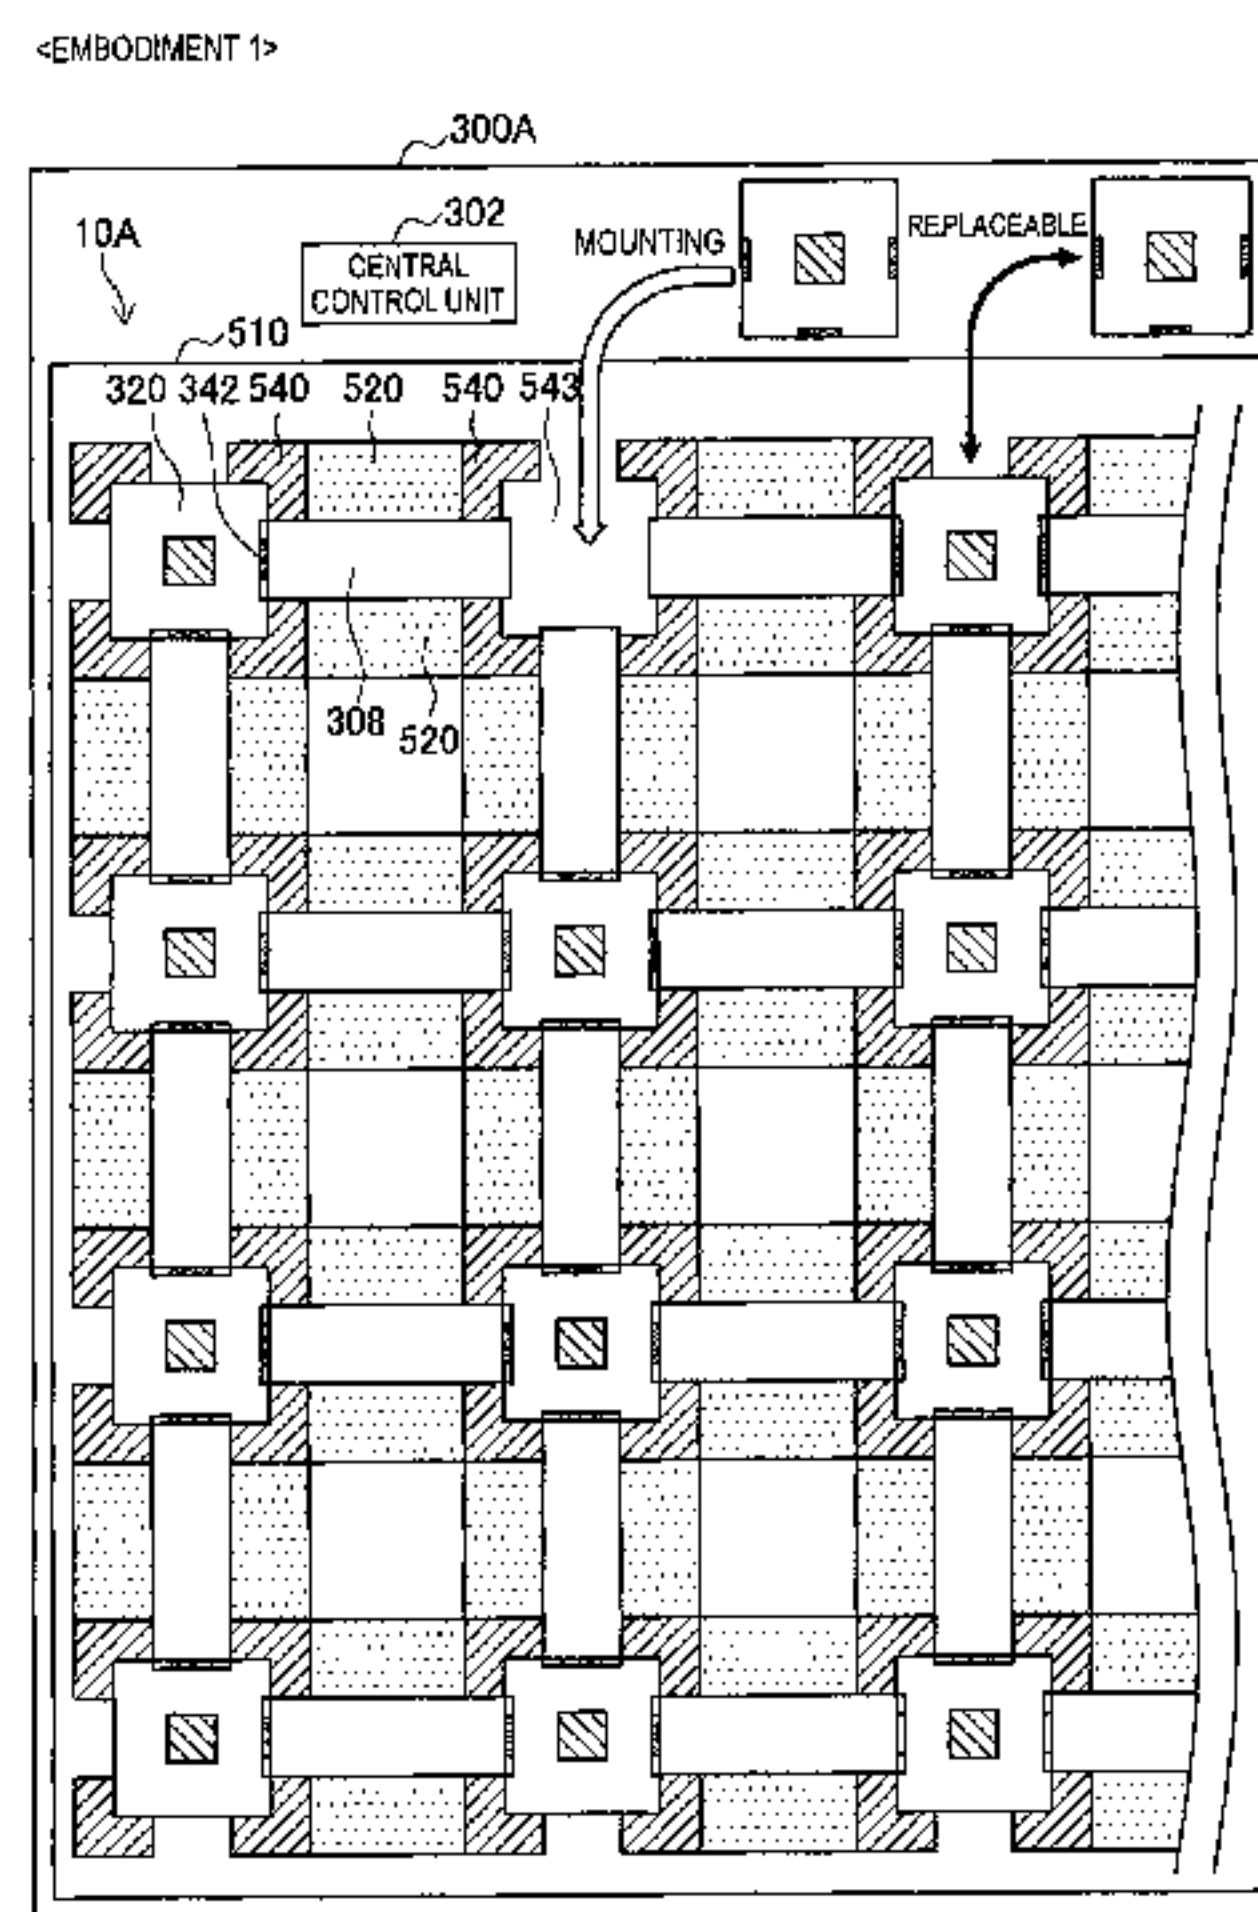 <EMBODIMENT 1>
300A
10A
302
CENTRAL
CONTROL UNIT
MOUNTING
REPLACEABLE
510
320 342 540 520 540 543
308
520